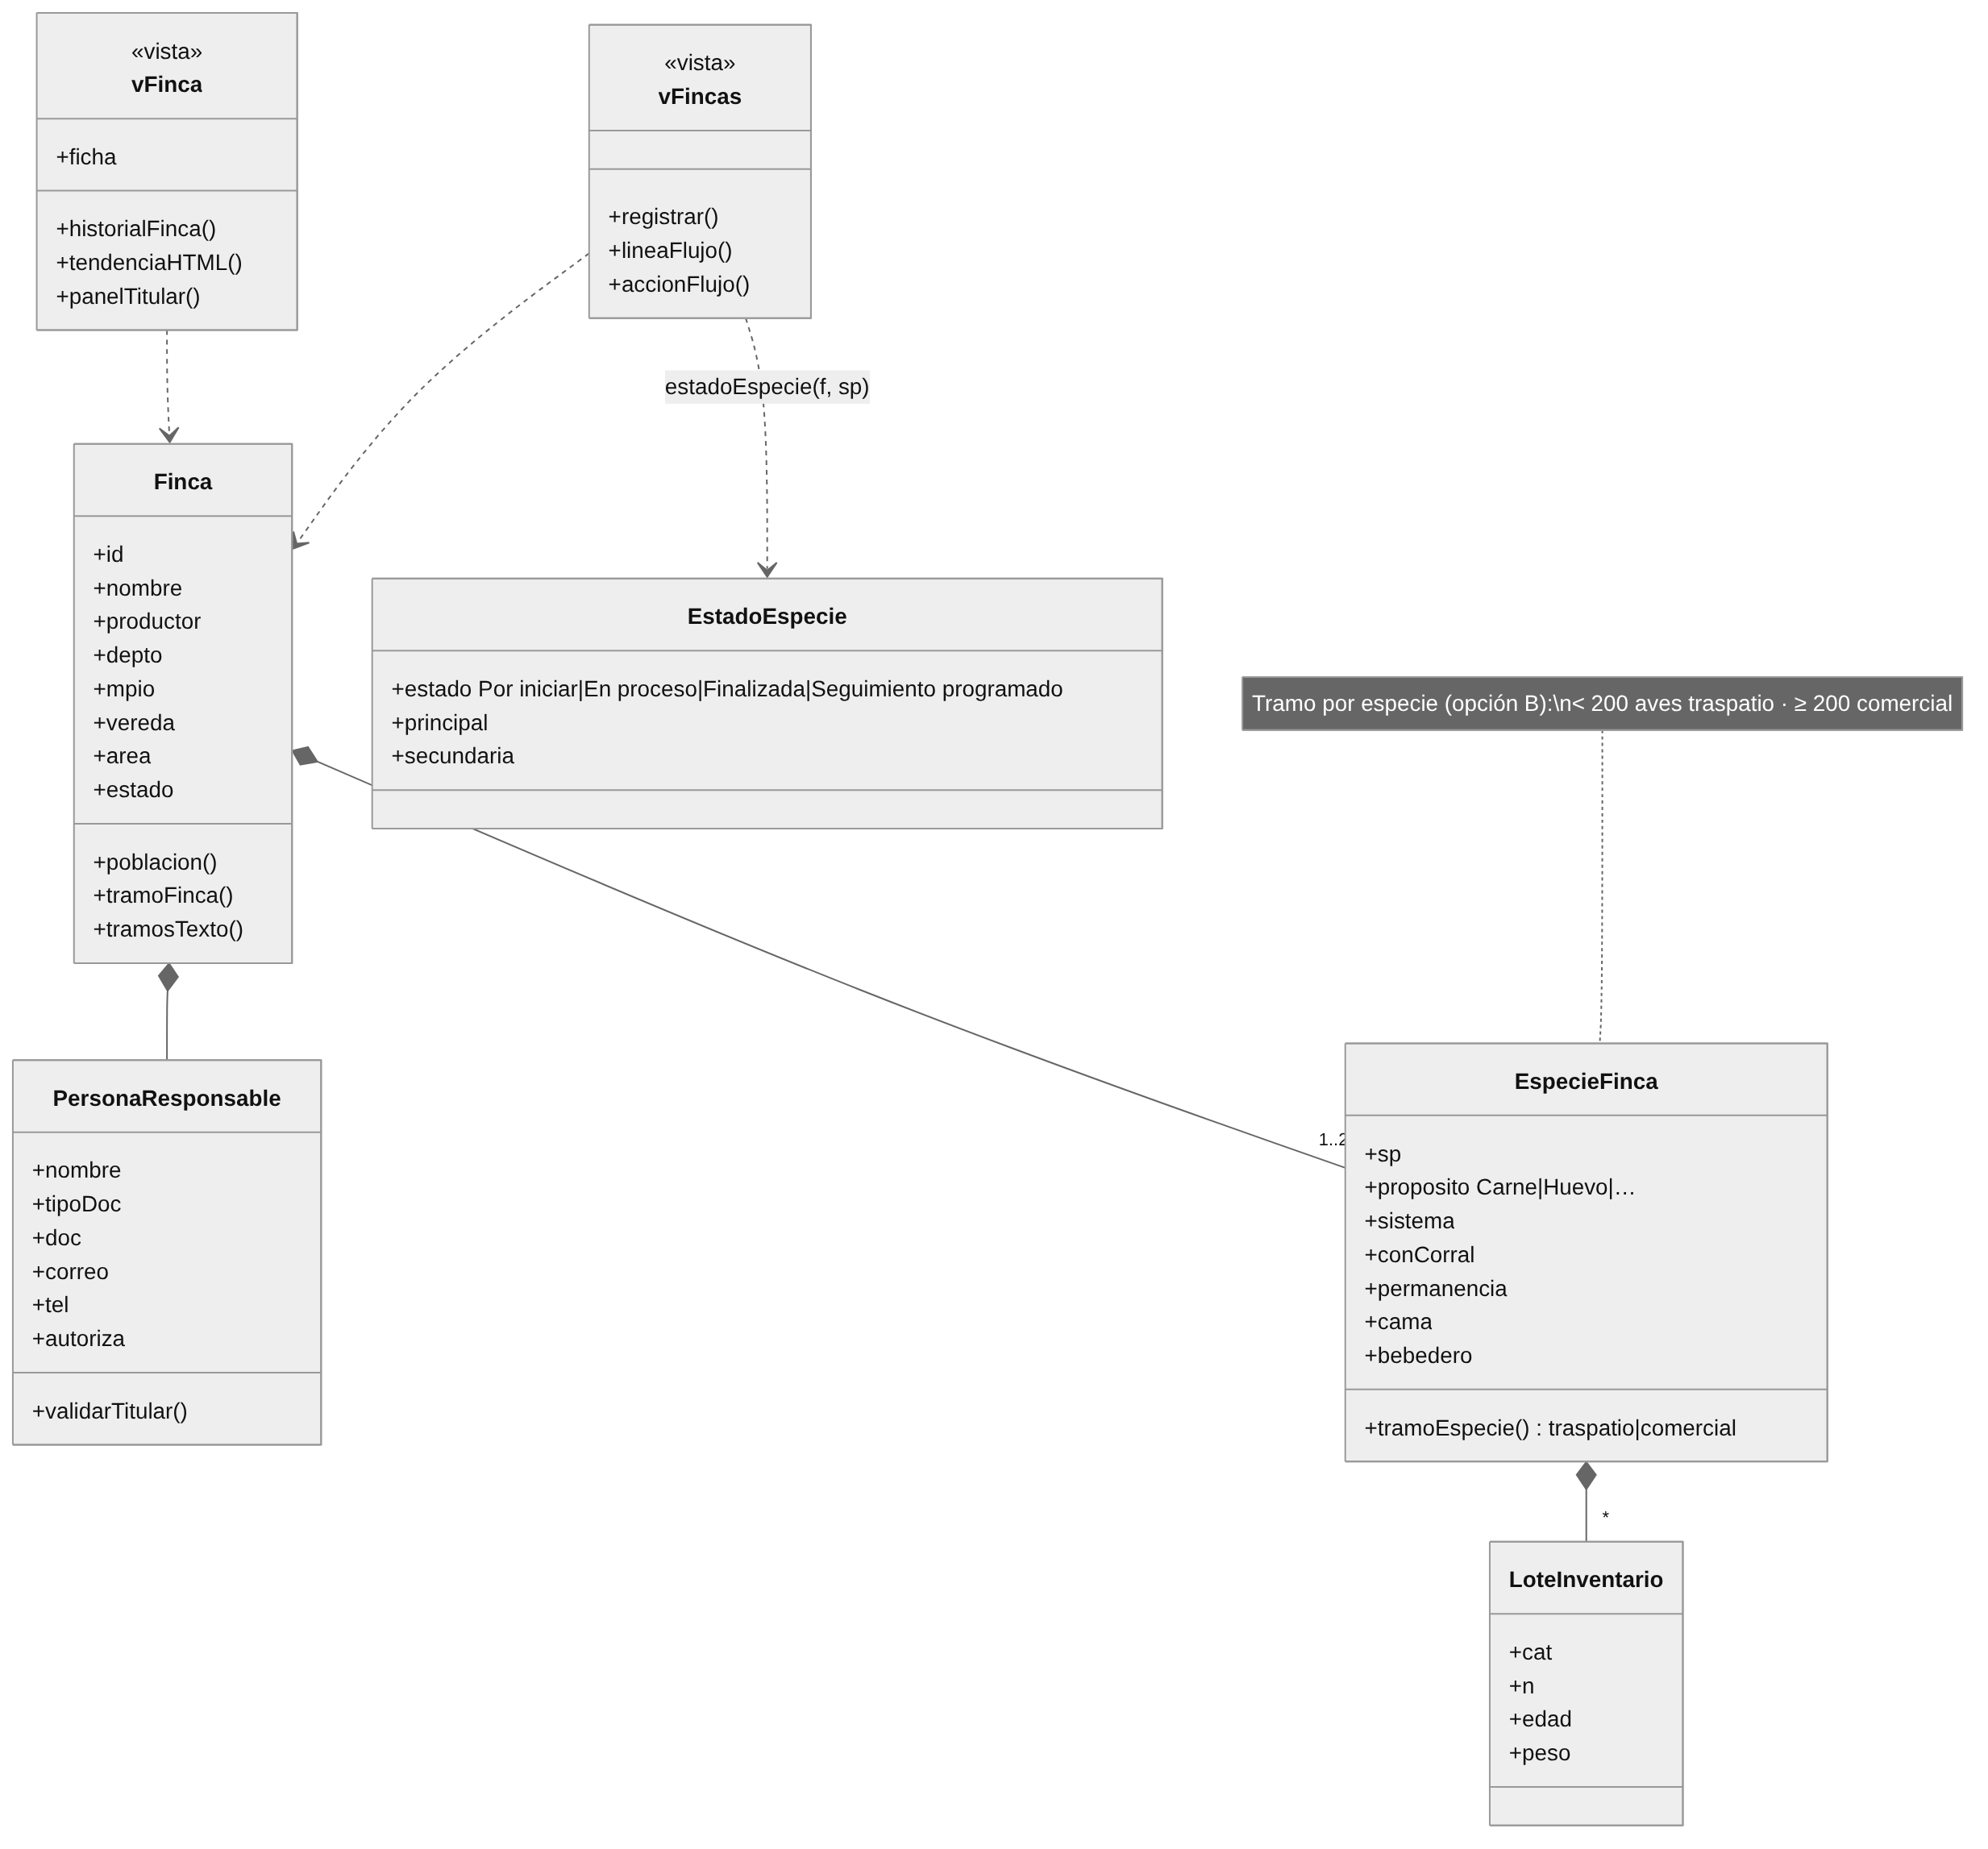 «vista»
vFinca
+ficha
+historialFinca()
+tendenciaHTML()
+panelTitular()
«vista»
vFincas
+registrar()
+lineaFlujo()
+accionFlujo()
estadoEspecie(f, sp)
Finca
+id
+nombre
+productor
+depto
+mpio
+vereda
+area
+estado
+poblacion()
+tramoFinca()
+tramosTexto()
EstadoEspecie
+estado Por iniciar|En proceso|Finalizada|Seguimiento programado
+principal
+secundaria
Tramo por especie (opción B):\n< 200 aves traspatio · ≥ 200 comercial
PersonaResponsable
+nombre
+tipoDoc
+doc
+correo
+tel
+autoriza
+validarTitular()
1..2
EspecieFinca
+sp
+proposito Carne|Huevo|…
+sistema
+conCorral
+permanencia
+cama
+bebedero
+tramoEspecie() : traspatio|comercial
*
LoteInventario
+cat
+n
+edad
+peso